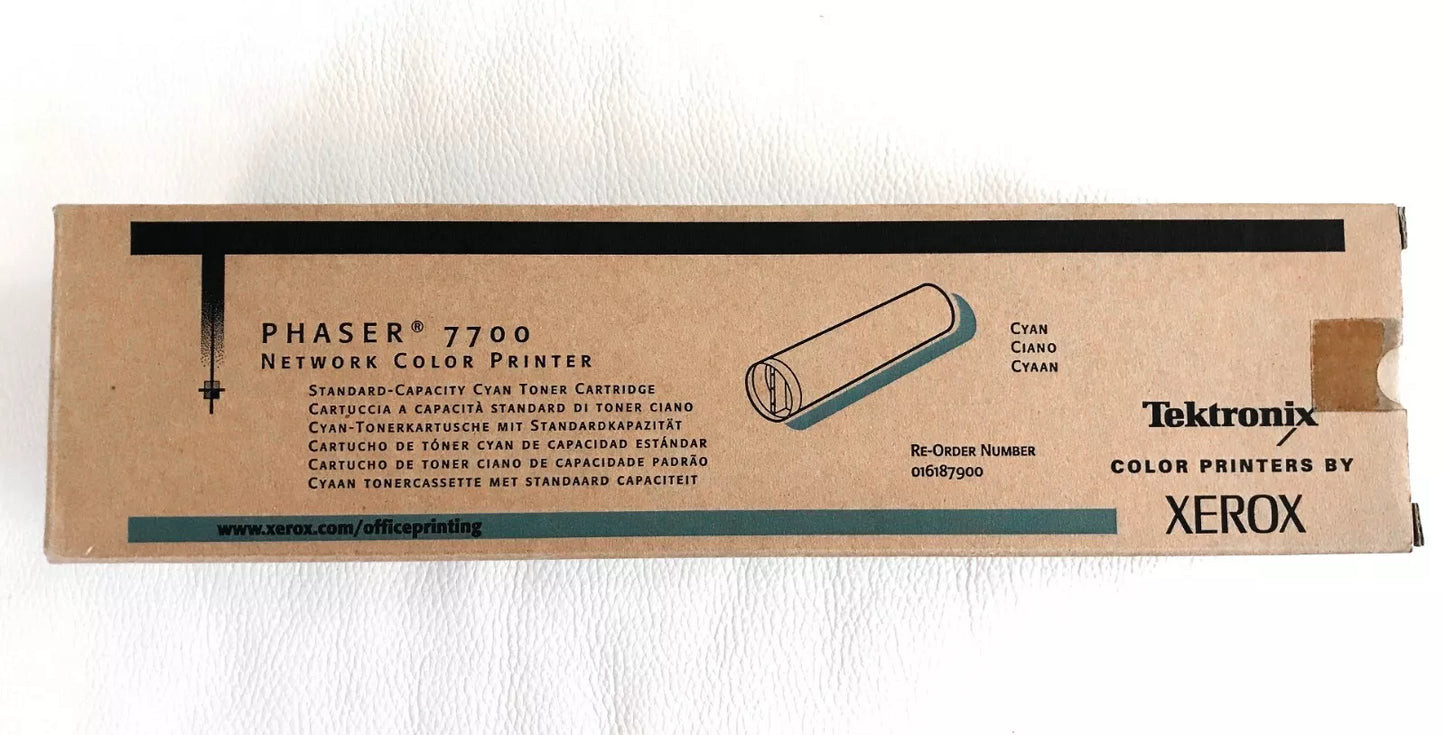 PHASER® 7700
NETWORK COLOR PRINTER
STANDARD-CAPACITY CYAN TONER CARTRIDGE
CARTUCCIA A CAPACITÀ STANDARD DI TONER CIANO
CYAN-TONERKARTUSCHE MIT STANDARDKAPAZITÄT
CARTUCHO DE TÓNER CYAN DE CAPACIDAD ESTÁNDAR
CARTUCHO DE TONER CIANO DE CAPACIDADE PADRÃO
CYAAN TONERCASSETTE MET STANDAARD CAPACITEIT
www.xerox.com/officeprinting
CYAN
CIANO
CYAAN
RE-ORDER NUMBER
016187900
Tektronix
COLOR PRINTERS BY
XEROX